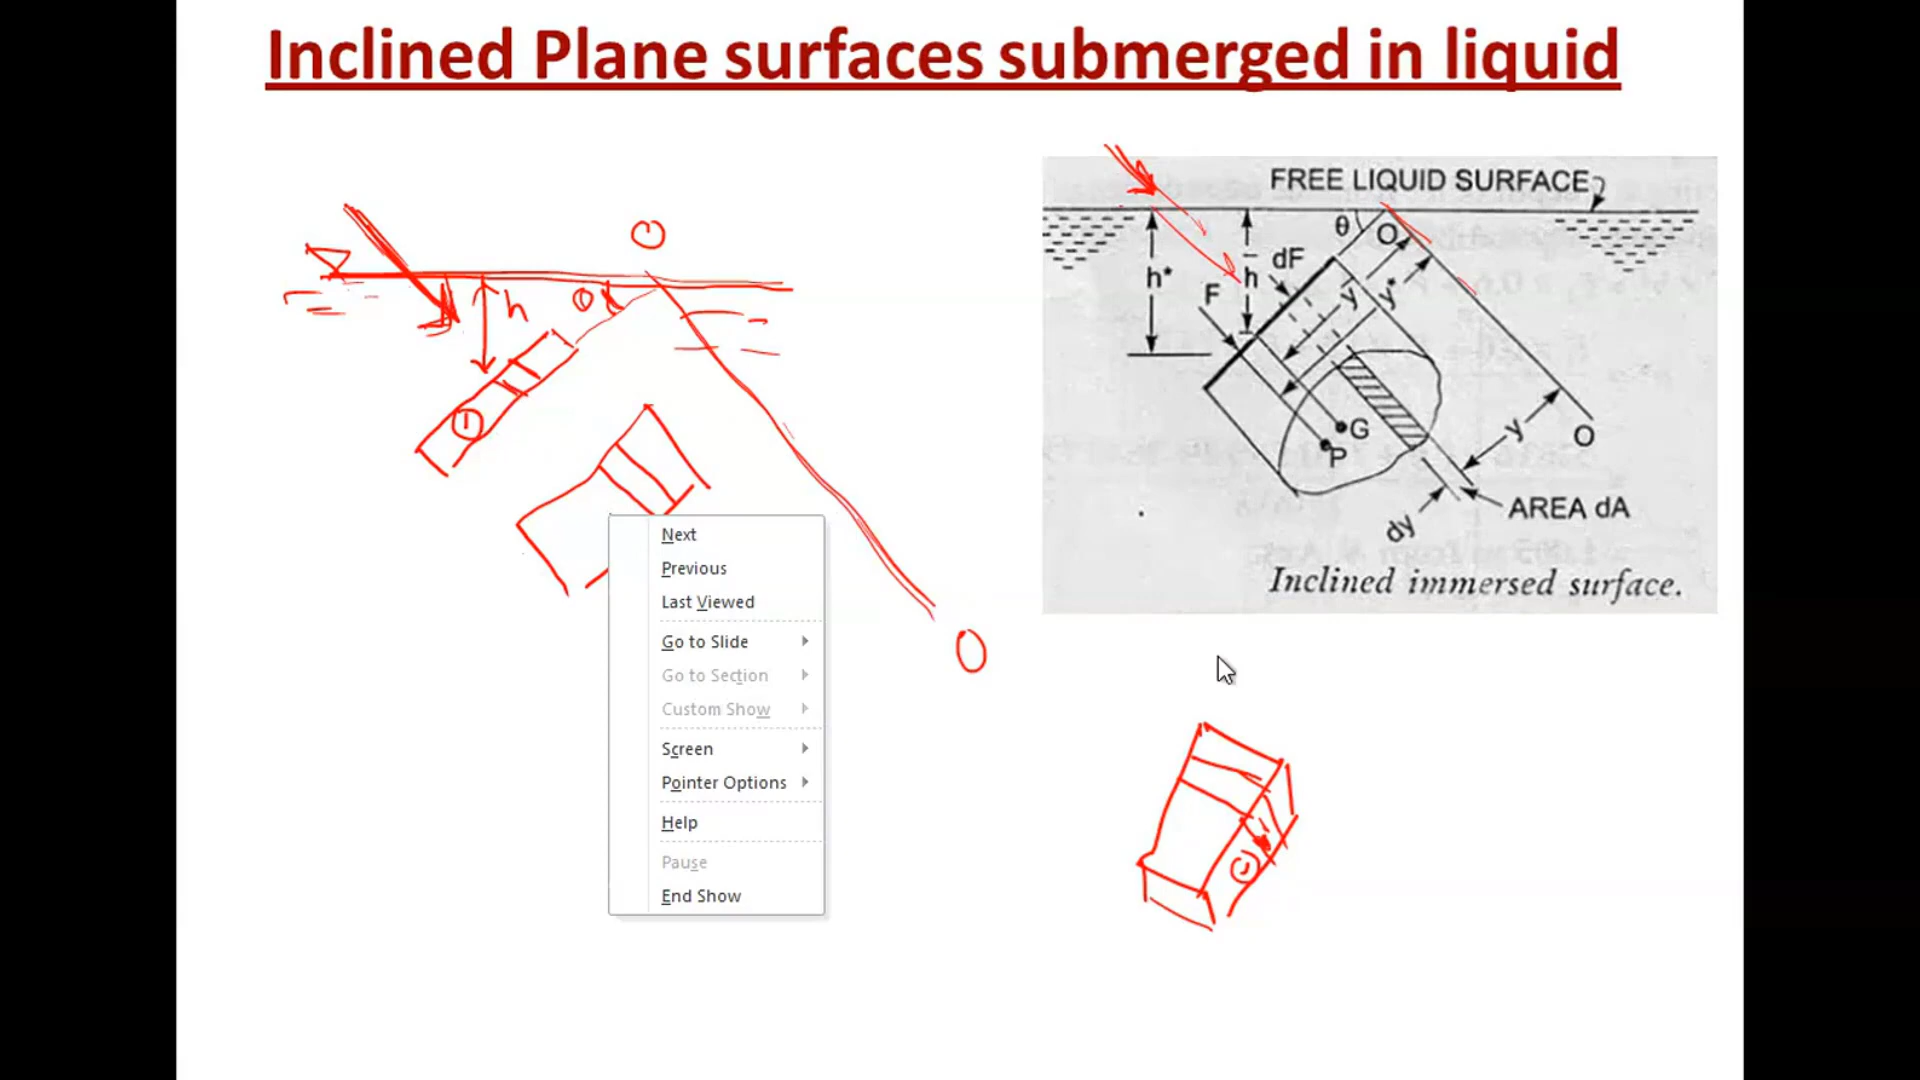 Inclined Plane surfaces submerged in liquid
O
h
θ
1
O
Next
Previous
Last Viewed
Go to Slide
Go to Section
Custom Show
Screen
Pointer Options
Help
Pause
End Show
FREE LIQUID SURFACE
θ
O
h*
h̄
dF
F
ȳ
y*
G
P
y
O
AREA dA
dy
Inclined immersed surface.